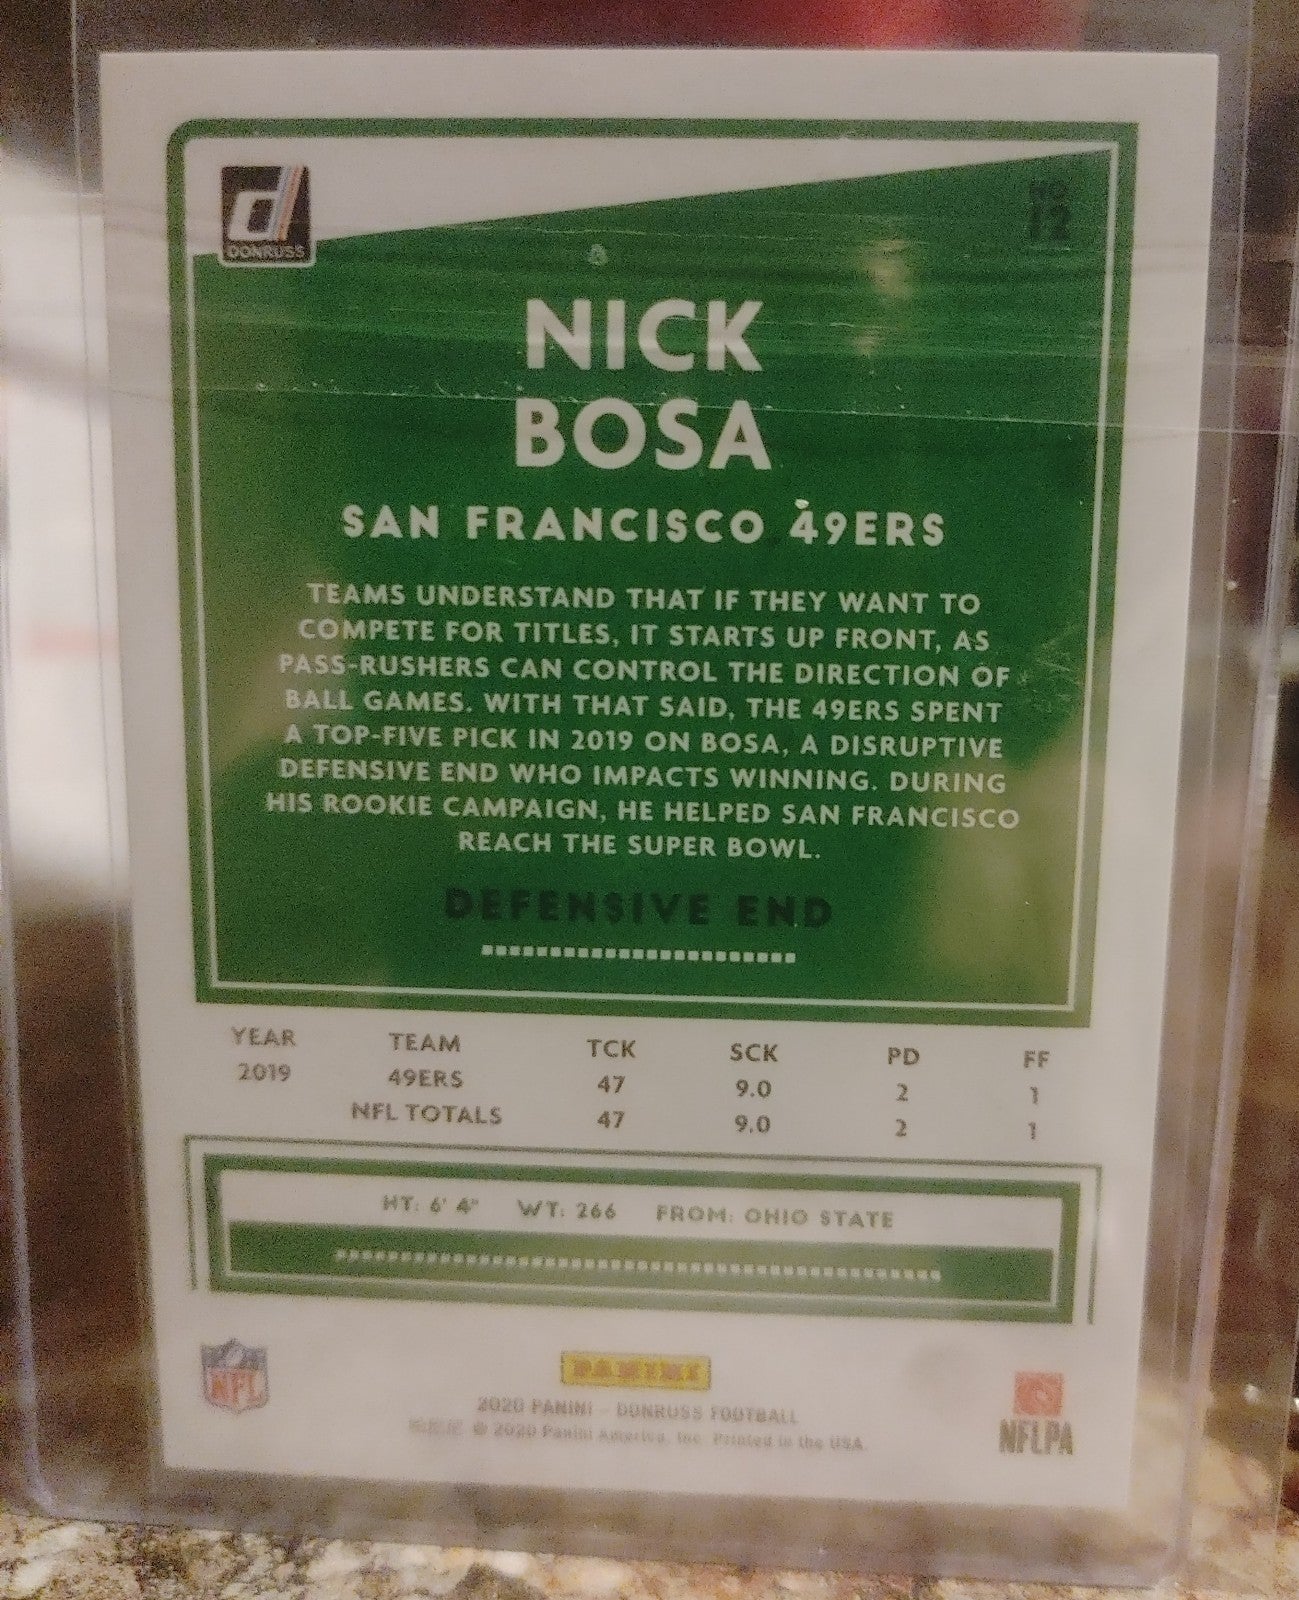 DONRUSS
NO.
12
NICK
BOSA
SAN FRANCISCO 49ERS
TEAMS UNDERSTAND THAT IF THEY WANT TO
COMPETE FOR TITLES, IT STARTS UP FRONT, AS
PASS-RUSHERS CAN CONTROL THE DIRECTION OF
BALL GAMES. WITH THAT SAID, THE 49ERS SPENT
A TOP-FIVE PICK IN 2019 ON BOSA, A DISRUPTIVE
DEFENSIVE END WHO IMPACTS WINNING. DURING
HIS ROOKIE CAMPAIGN, HE HELPED SAN FRANCISCO
REACH THE SUPER BOWL.
DEFENSIVE END
YEAR TEAM TCK SCK PD FF
2019 49ERS 47 9.0 2 1
NFL TOTALS 47 9.0 2 1
HT: 6' 4" WT: 266 FROM: OHIO STATE
NFL
PANINI
2020 PANINI - DONRUSS FOOTBALL
© 2020 Panini America, Inc. Printed in the USA.
NFLPA